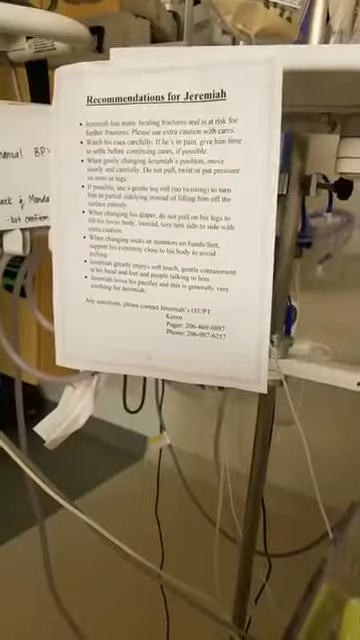 Recommendations for Jeremiah
• Jeremiah has many healing fractures and is at risk for
further fractures. Please use extra caution with cares.
• Watch his cues carefully. If he's in pain, give him time
to settle before continuing cares, if possible.
• When gently changing Jeremiah's position, move
slowly and carefully. Do not pull, twist or put pressure
on arms or legs.
• If possible, use a gentle log roll (no twisting) to turn
him to partial sidelying instead of lifting him off the
surface entirely.
• When changing his diaper, do not pull on his legs to
lift his lower body. Instead, turn him side to side with
extra caution.
• When changing socks or monitors on hands/feet,
support his extremity close to his body to avoid
pulling.
• Jeremiah greatly enjoys soft touch, gentle containment
at his head and feet and people talking to him
• Jeremiah loves his pacifier and this is generally very
soothing for Jeremiah.
Any questions, please contact Jeremiah's OT/PT
Karen
Pager: 206-469-
Phone: 206-987-6257
manual BP
& Monda
- but confirm